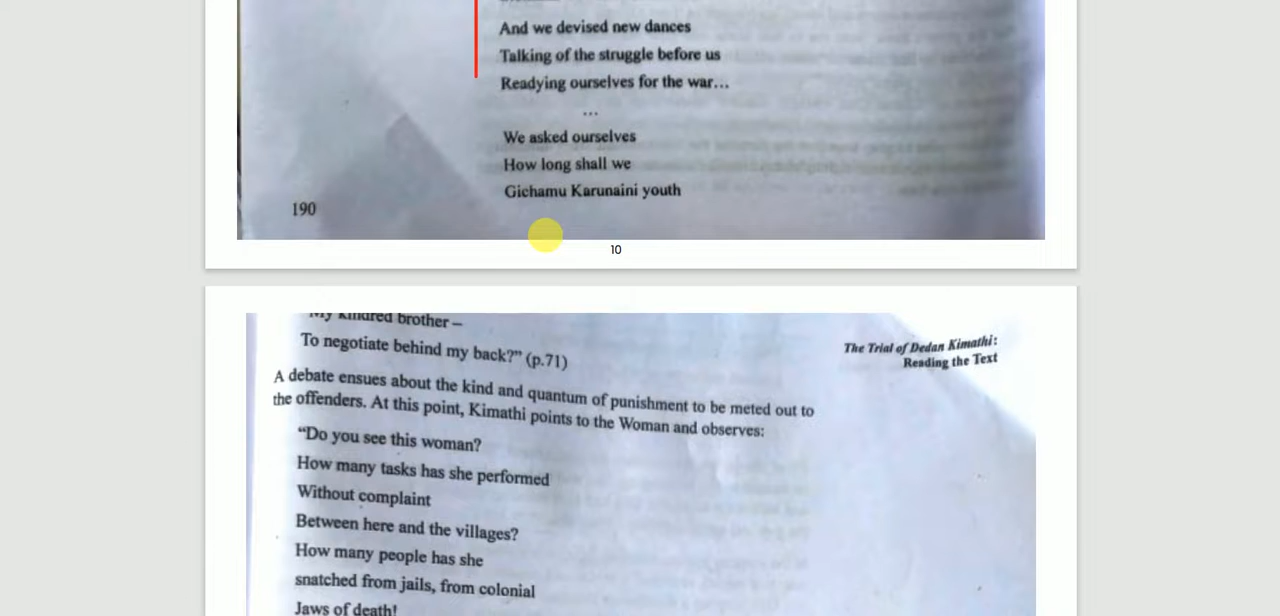 And we devised new dances
Talking of the struggle before us
Readying ourselves for the war...
...
We asked ourselves
How long shall we
Gichamu Karunaini youth
190
10
My kindred brother –
To negotiate behind my back?" (p.71)
The Trial of Dedan Kimathi:
Reading the Text
A debate ensues about the kind and quantum of punishment to be meted out to
the offenders. At this point, Kimathi points to the Woman and observes:
"Do you see this woman?
How many tasks has she performed
Without complaint
Between here and the villages?
How many people has she
snatched from jails, from colonial
Jaws of death!